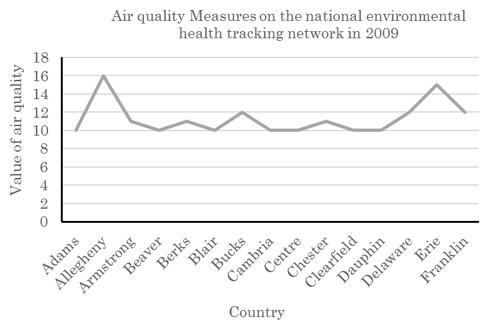 Air quality Measures on the national environmental
health tracking network in 2009
Value of air quality
18
16
14
12
10
8
6
4
2
0
Adams
Allegheny
Armstrong
Beaver
Berks
Blair
Bucks
Cambria
Centre
Chester
Clearfield
Dauphin
Delaware
Erie
Franklin
Country